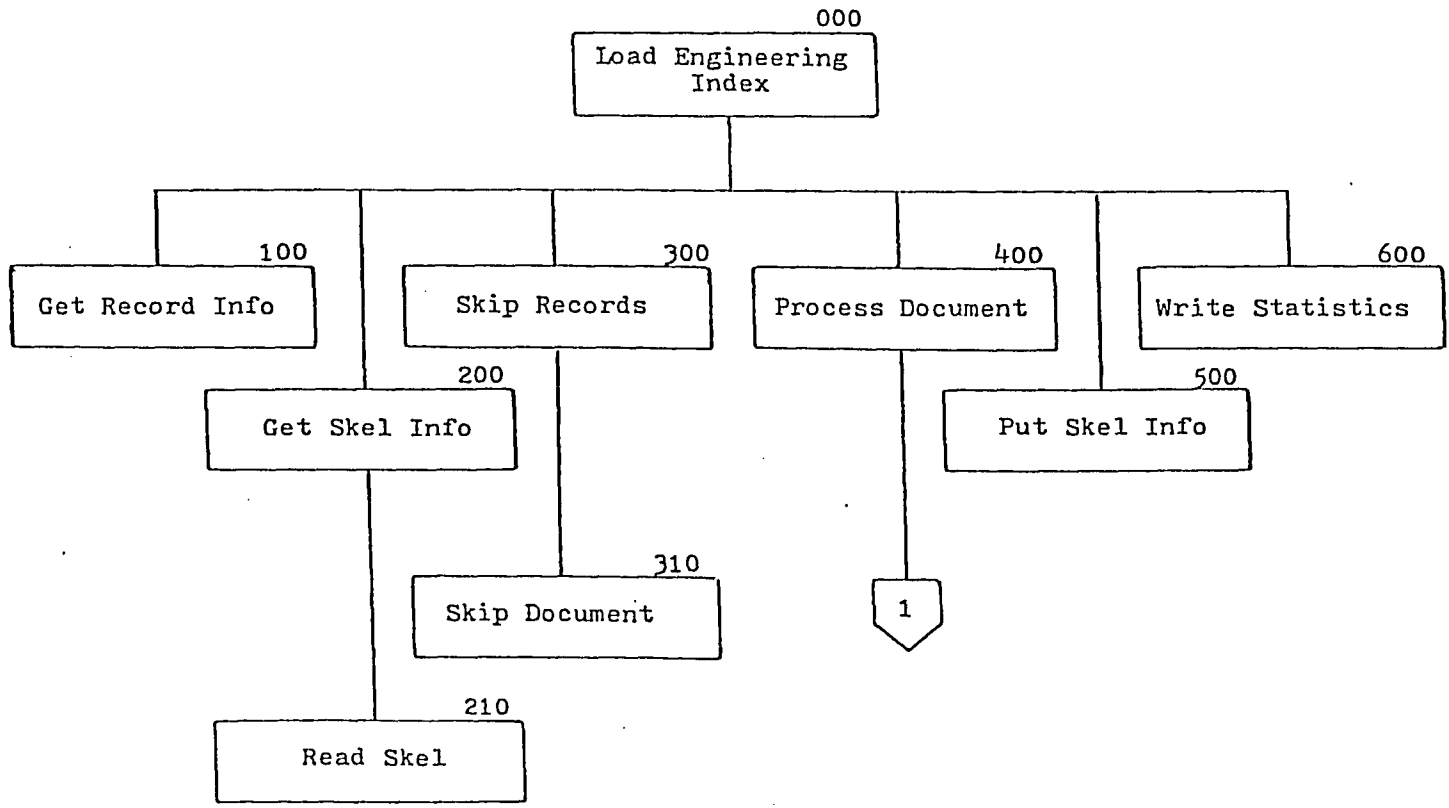 000
Load Engineering
Index
100
Get Record Info
300
Skip Records
400
Process Document
600
Write Statistics
200
Get Skel Info
500
Put Skel Info
310
Skip Document
1
210
Read Skel